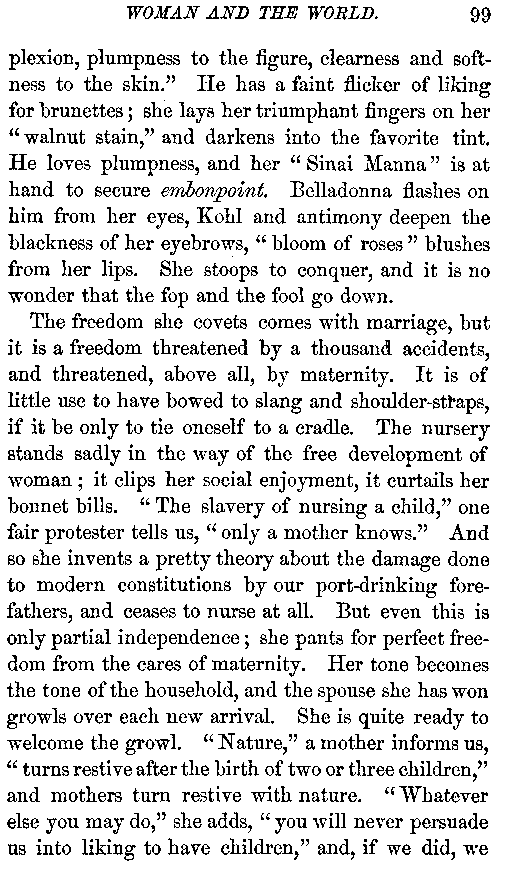 WOMAN AND THE WORLD. 99
plexion, plumpness to the figure, clearness and soft-
ness to the skin." He has a faint flicker of liking
for brunettes; she lays her triumphant fingers on her
"walnut stain," and darkens into the favorite tint.
He loves plumpness, and her "Sinai Manna" is at
hand to secure embonpoint. Belladonna flashes on
him from her eyes, Kohl and antimony deepen the
blackness of her eyebrows, "bloom of roses" blushes
from her lips. She stoops to conquer, and it is no
wonder that the fop and the fool go down.
The freedom she covets comes with marriage, but
it is a freedom threatened by a thousand accidents,
and threatened, above all, by maternity. It is of
little use to have bowed to slang and shoulder-straps,
if it be only to tie oneself to a cradle. The nursery
stands sadly in the way of the free development of
woman; it clips her social enjoyment, it curtails her
bonnet bills. "The slavery of nursing a child," one
fair protester tells us, "only a mother knows." And
so she invents a pretty theory about the damage done
to modern constitutions by our port-drinking fore-
fathers, and ceases to nurse at all. But even this is
only partial independence; she pants for perfect free-
dom from the cares of maternity. Her tone becomes
the tone of the household, and the spouse she has won
growls over each new arrival. She is quite ready to
welcome the growl. "Nature," a mother informs us,
"turns restive after the birth of two or three children,"
and mothers turn restive with nature. "Whatever
else you may do," she adds, "you will never persuade
us into liking to have children," and, if we did, we